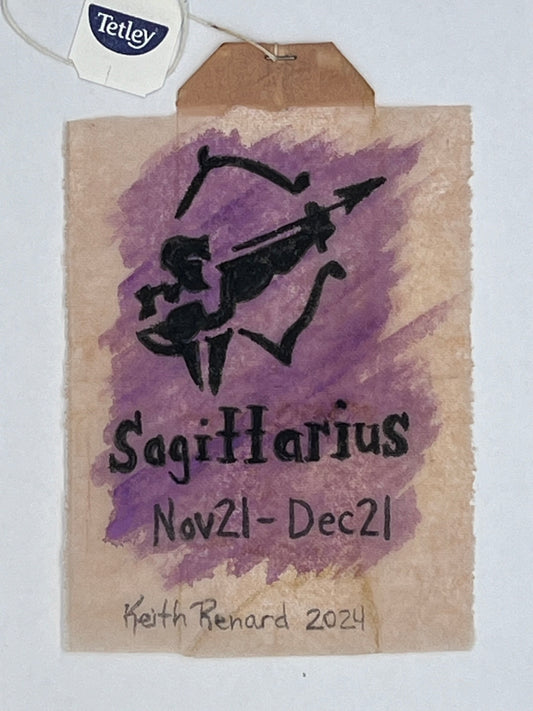 Tetley
Sagittarius
Nov21-Dec21
Keith Renard 2024